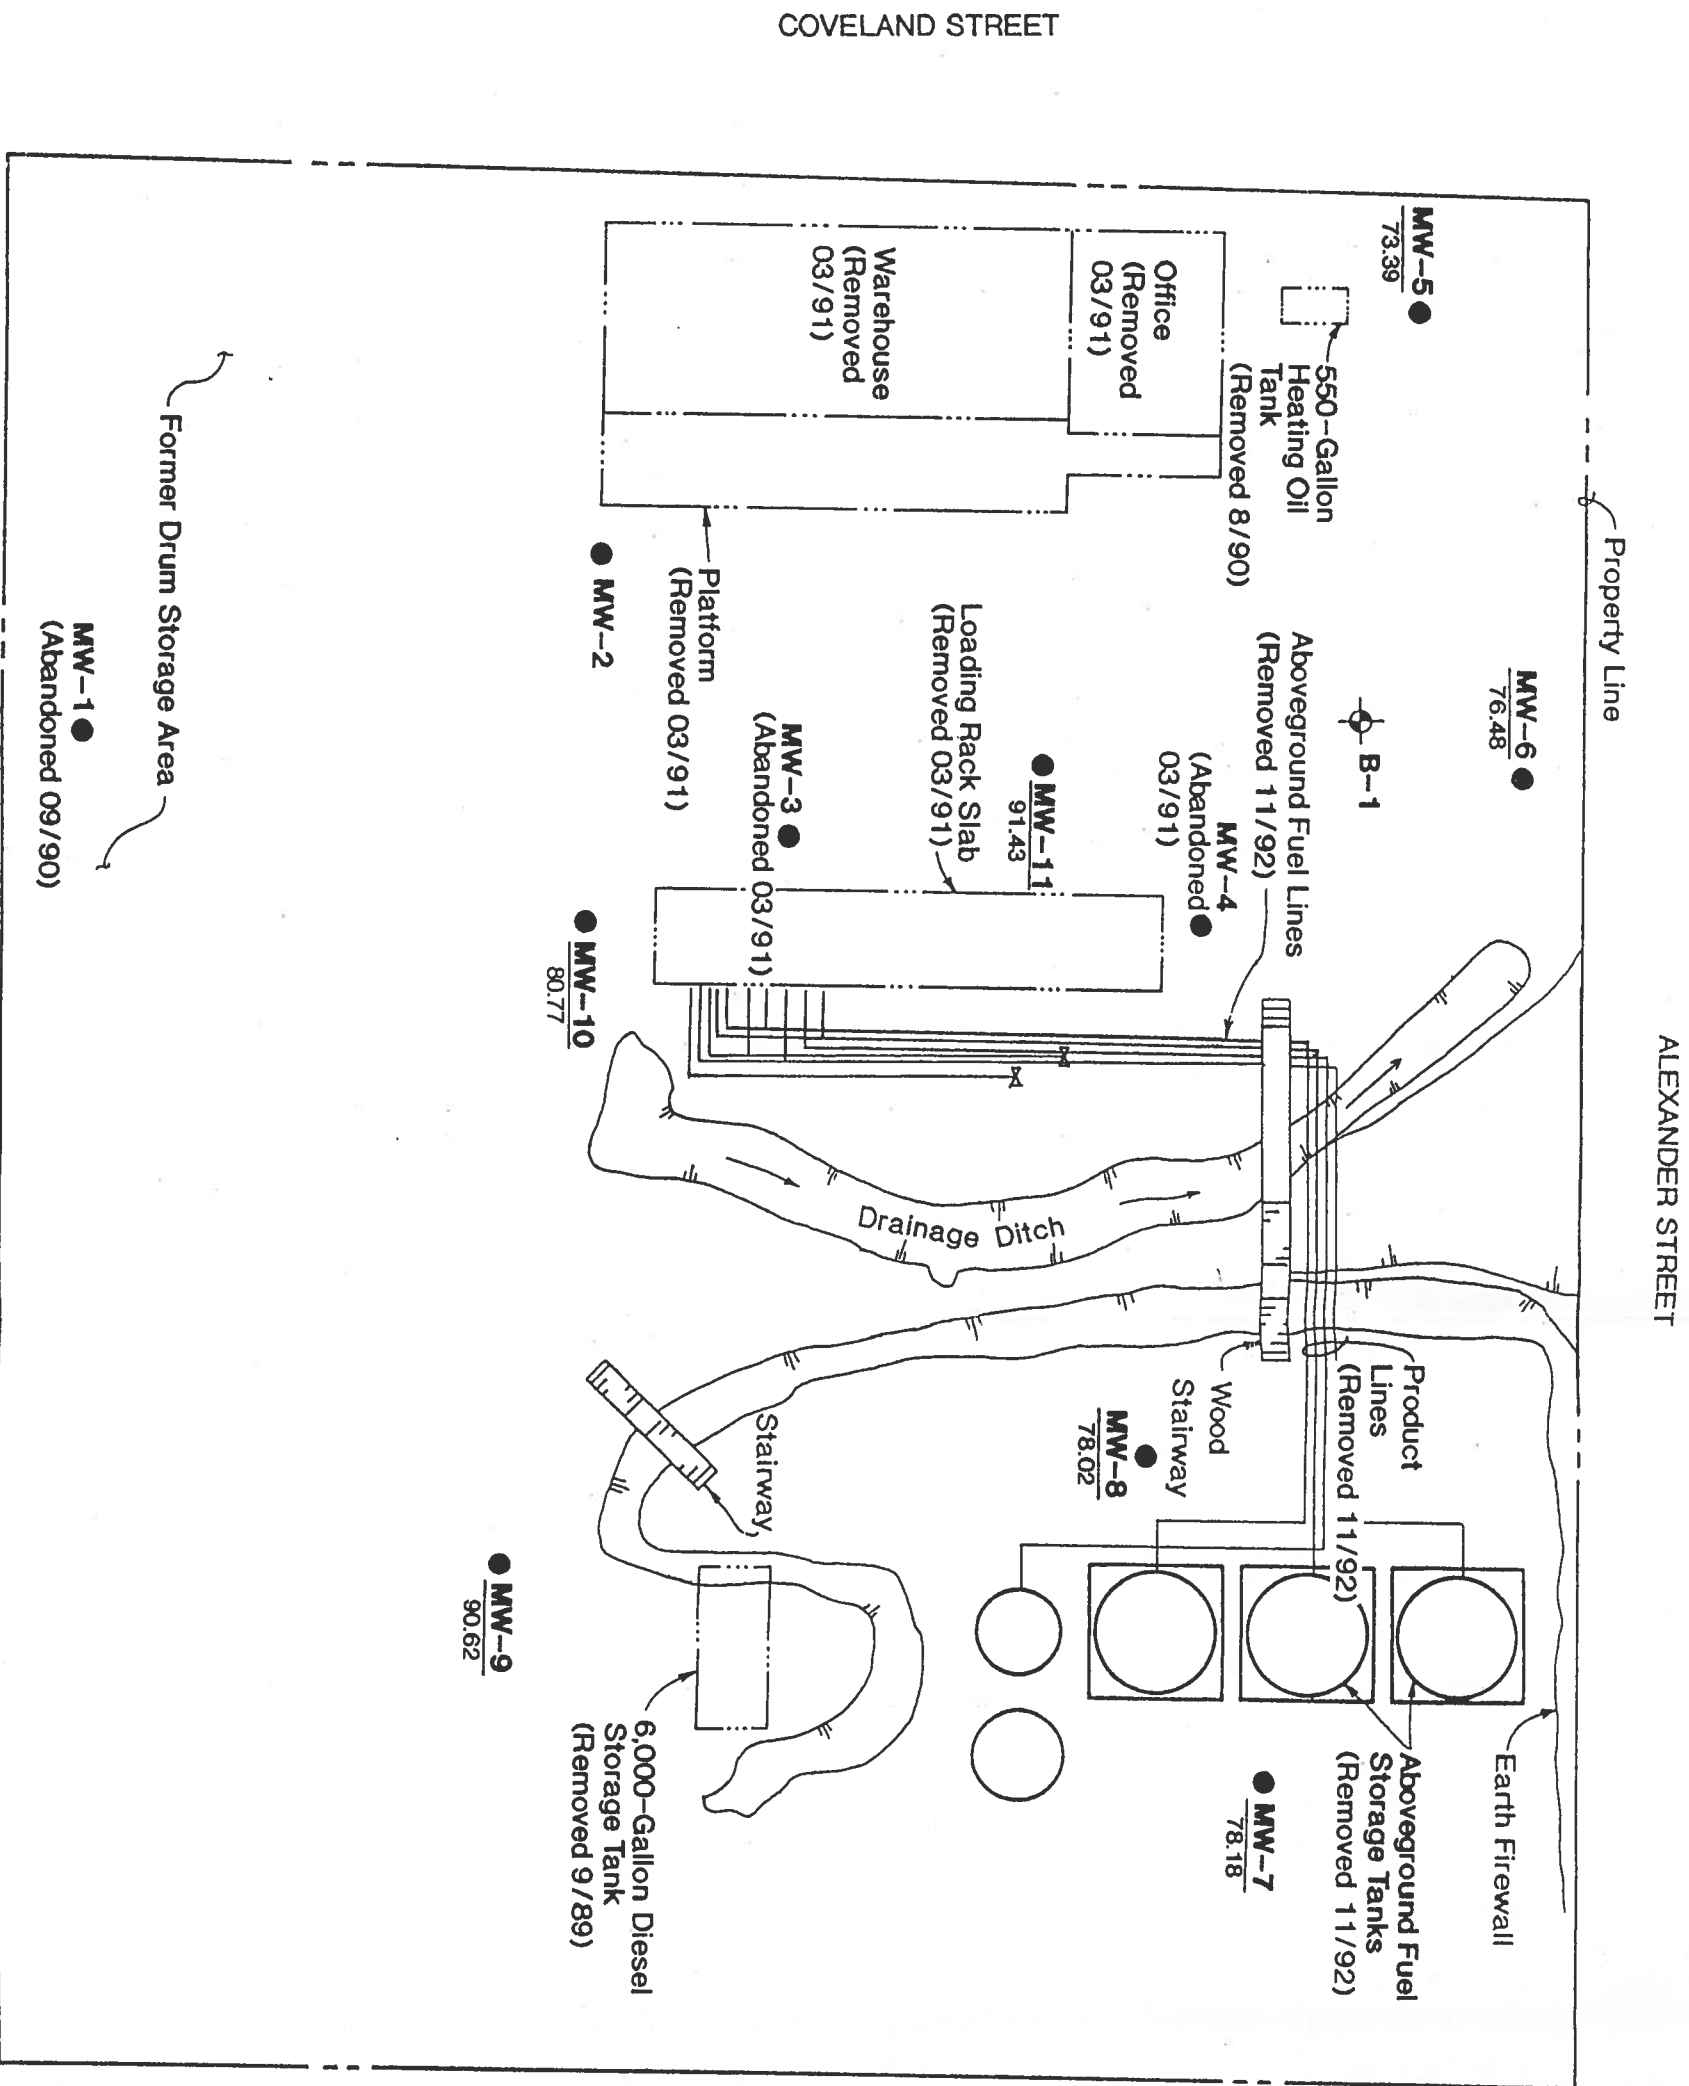 COVELAND STREET
ALEXANDER STREET
Property Line
MW-5
73.39
550-Gallon
Heating Oil
Tank
(Removed 8/90)
Office
(Removed
03/91)
Warehouse
(Removed
03/91)
Platform
(Removed 03/91)
MW-2
Former Drum Storage Area
MW-1
(Abandoned 09/90)
MW-6
76.48
B-1
Aboveground Fuel Lines
(Removed 11/92)
MW-4
(Abandoned
03/91)
MW-11
91.43
Loading Rack Slab
(Removed 03/91)
MW-3
(Abandoned 03/91)
MW-10
80.77
Drainage Ditch
Product
Lines
(Removed 11/92)
Wood
Stairway
MW-8
78.02
Stairway
MW-9
90.62
Earth Firewall
Aboveground Fuel
Storage Tanks
(Removed 11/92)
MW-7
78.18
6,000-Gallon Diesel
Storage Tank
(Removed 9/89)